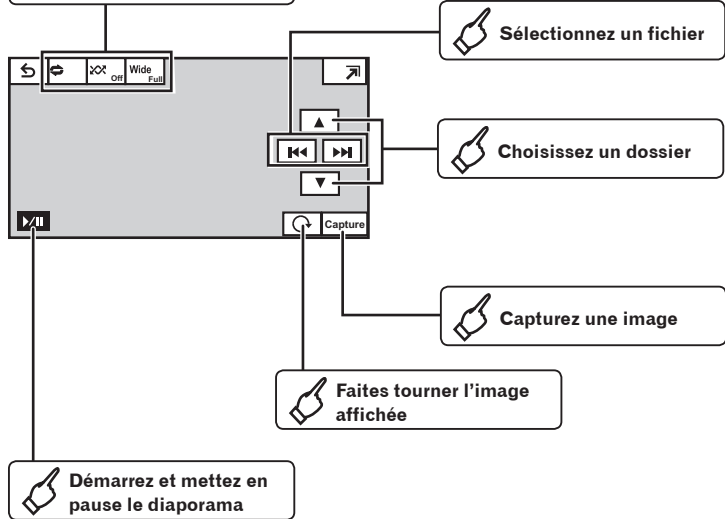 Sélectionnez un fichier
Wide
Off
Full
Choisissez un dossier
Capture
Capturez une image
Faites tourner l’image
affichée
Démarrez et mettez en
pause le diaporama